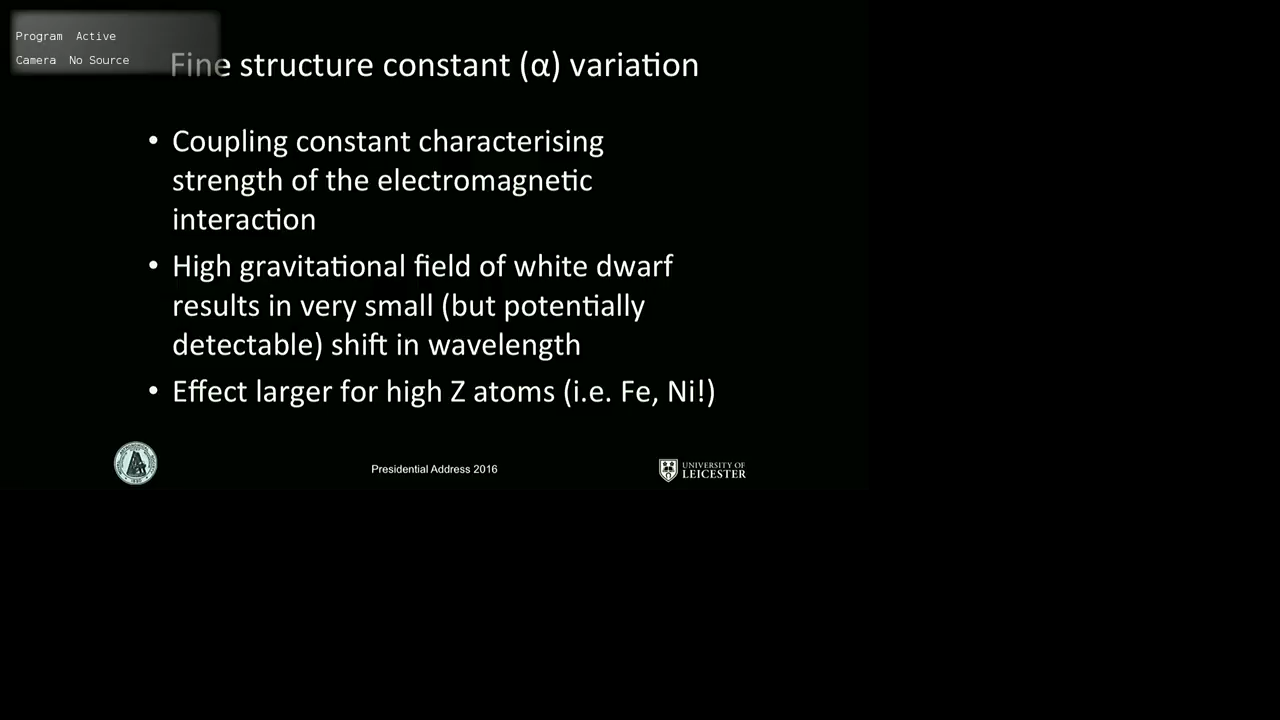 Program Active
Camera No Source
Fine structure constant (α) variation
• Coupling constant characterising
strength of the electromagnetic
interaction
• High gravitational field of white dwarf
results in very small (but potentially
detectable) shift in wavelength
• Effect larger for high Z atoms (i.e. Fe, Ni!)
Presidential Address 2016
UNIVERSITY OF
LEICESTER